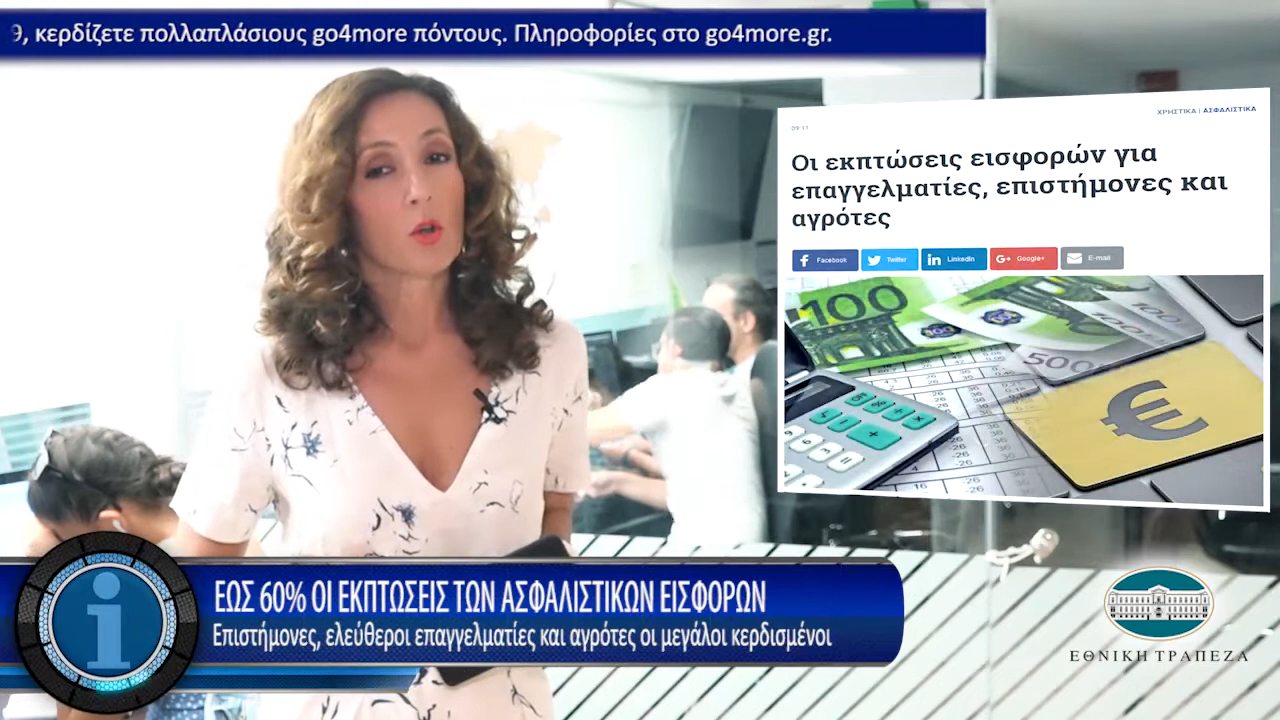 9, κερδίζετε πολλαπλάσιους go4more πόντους. Πληροφορίες στο go4more.gr.
ΧΡΗΣΤΙΚΑ | ΑΣΦΑΛΙΣΤΙΚΑ
09:11
Οι εκπτώσεις εισφορών για
επαγγελματίες, επιστήμονες και
αγρότες
Facebook Twitter LinkedIn Google+ E-mail
100
500
€
ΕΩΣ 60% ΟΙ ΕΚΠΤΩΣΕΙΣ ΤΩΝ ΑΣΦΑΛΙΣΤΙΚΩΝ ΕΙΣΦΟΡΩΝ
Επιστήμονες, ελεύθεροι επαγγελματίες και αγρότες οι μεγάλοι κερδισμένοι
ΕΘΝΙΚΗ ΤΡΑΠΕΖΑ